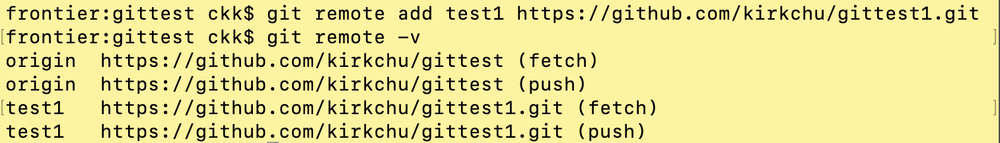 frontier:gittest ckk$ git remote add test1 https://github.com/kirkchu/gittest1.git
[frontier:gittest ckk$ git remote -v ]
origin  https://github.com/kirkchu/gittest (fetch)
origin  https://github.com/kirkchu/gittest (push)
[test1   https://github.com/kirkchu/gittest1.git (fetch) ]
test1   https://github.com/kirkchu/gittest1.git (push)